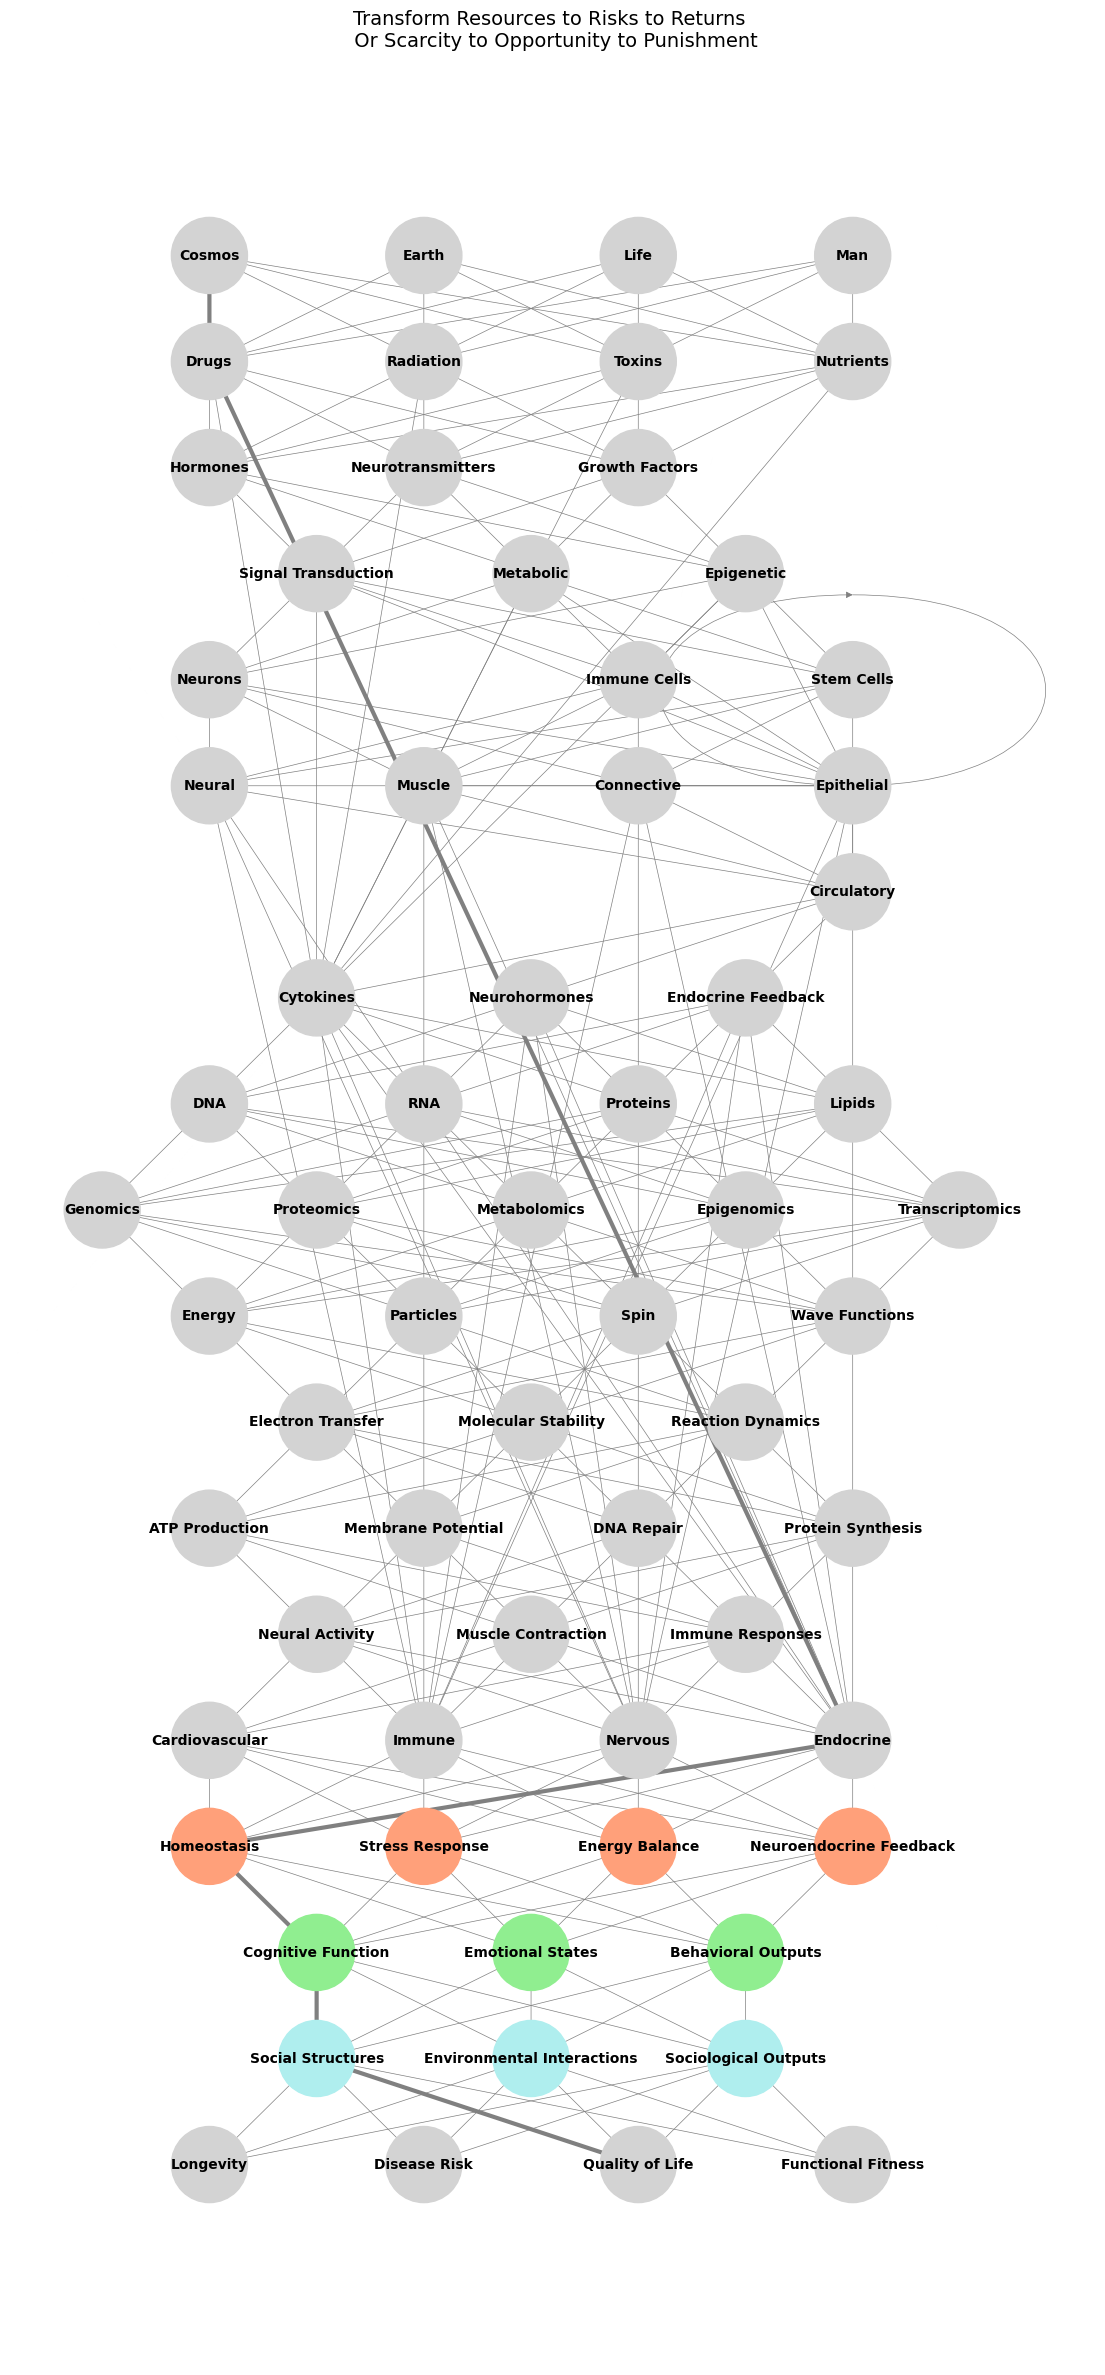 Transform Resources to Risks to Returns
Or Scarcity to Opportunity to Punishment
Cosmos Earth Life Man
Drugs Radiation Toxins Nutrients
Hormones Neurotransmitters Growth Factors
Signal Transduction Metabolic Epigenetic
Neurons Immune Cells Stem Cells
Neural Muscle Connective Epithelial
Circulatory
Cytokines Neurohormones Endocrine Feedback
DNA RNA Proteins Lipids
Genomics Proteomics Metabolomics Epigenomics Transcriptomics
Energy Particles Spin Wave Functions
Electron Transfer Molecular Stability Reaction Dynamics
ATP Production Membrane Potential DNA Repair Protein Synthesis
Neural Activity Muscle Contraction Immune Responses
Cardiovascular Immune Nervous Endocrine
Homeostasis Stress Response Energy Balance Neuroendocrine Feedback
Cognitive Function Emotional States Behavioral Outputs
Social Structures Environmental Interactions Sociological Outputs
Longevity Disease Risk Quality of Life Functional Fitness